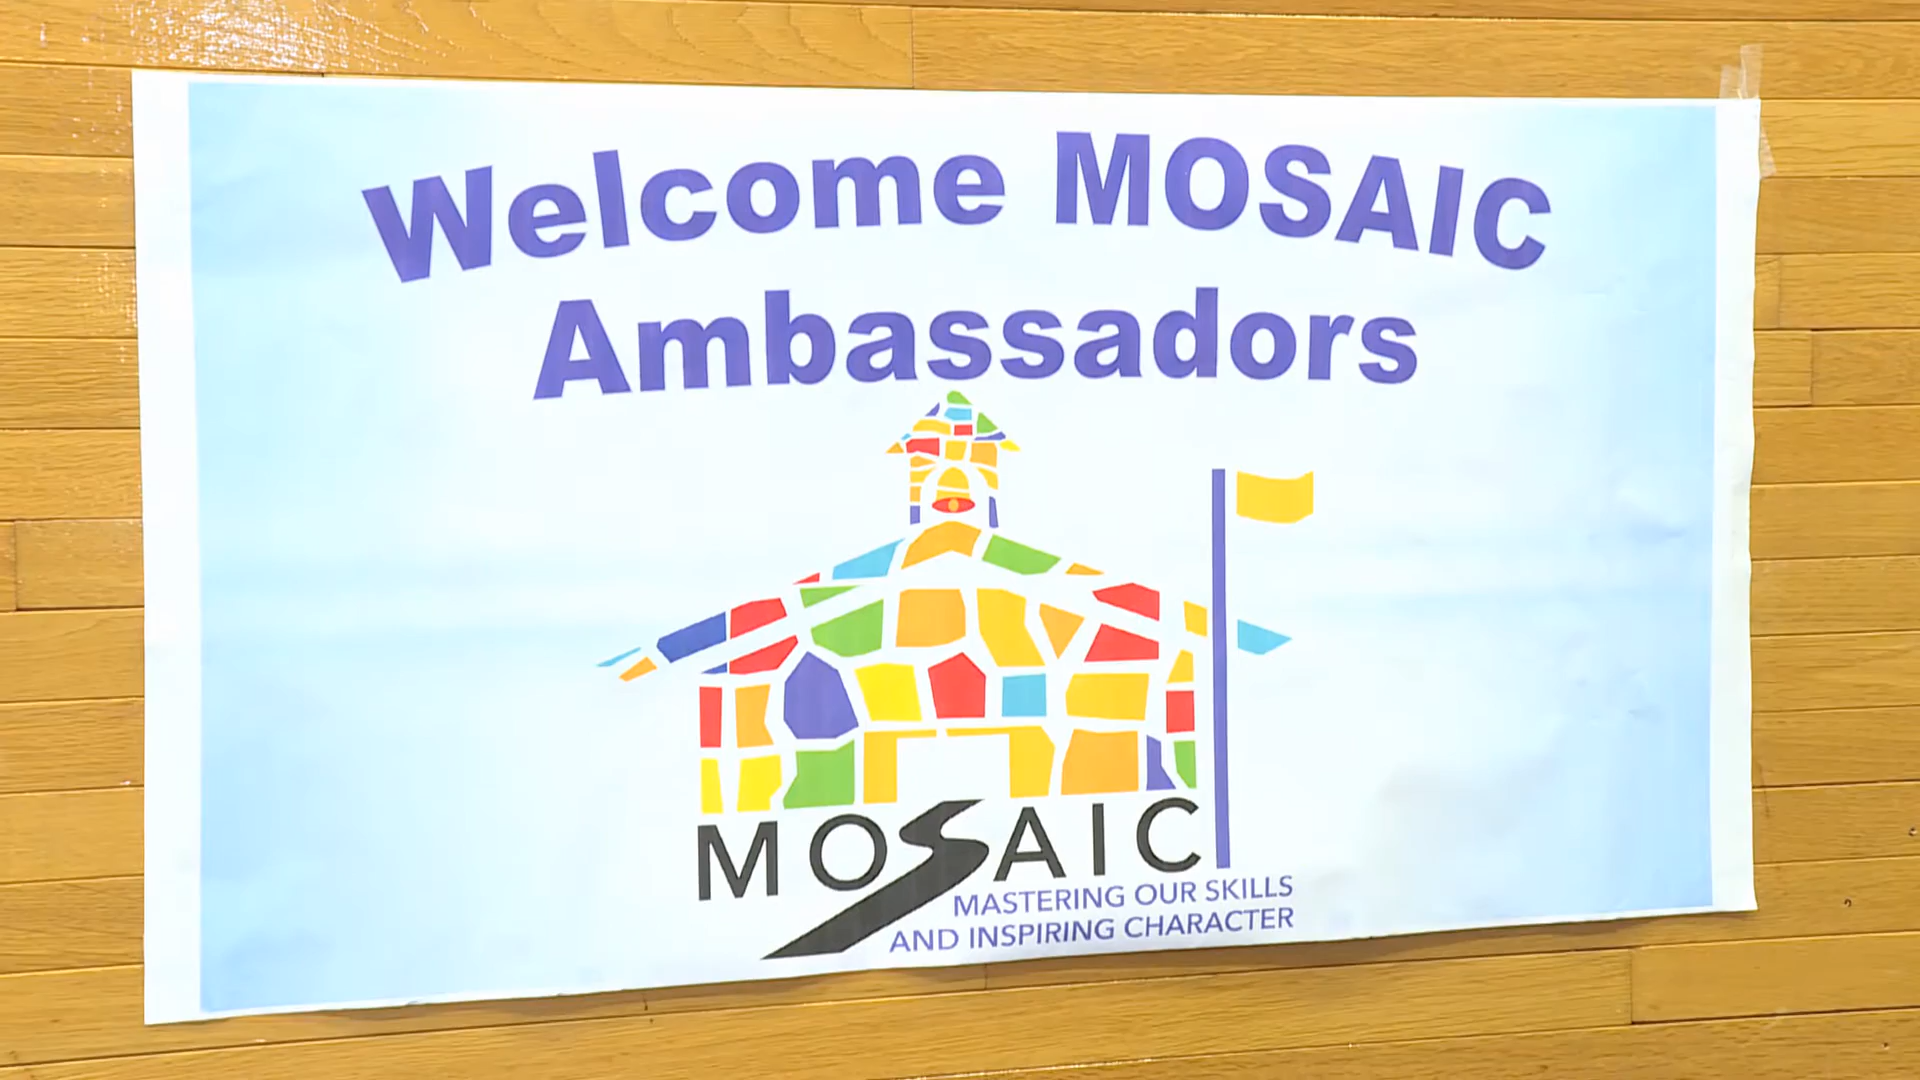 Welcome MOSAIC
Ambassadors
MOSAIC
MASTERING OUR SKILLS
AND INSPIRING CHARACTER